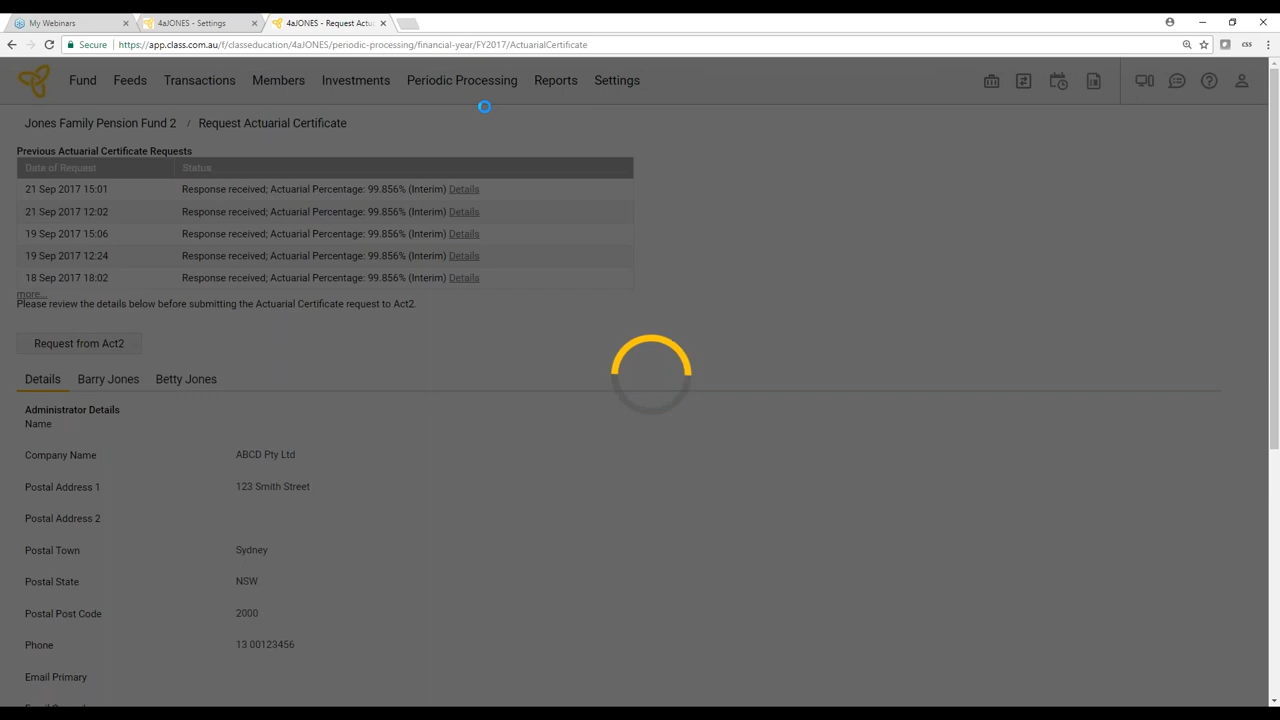 My Webinars
4aJONES - Settings
4aJONES - Request Actu
Secure https://app.class.com.au/f/classeducation/4aJONES/periodic-processing/financial-year/FY2017/ActuarialCertificate
css
Fund Feeds Transactions Members Investments Periodic Processing Reports Settings
Jones Family Pension Fund 2 / Request Actuarial Certificate
Previous Actuarial Certificate Requests
Date of Request Status
21 Sep 2017 15:01 Response received; Actuarial Percentage: 99.856% (Interim) Details
21 Sep 2017 12:02 Response received; Actuarial Percentage: 99.856% (Interim) Details
19 Sep 2017 15:06 Response received; Actuarial Percentage: 99.856% (Interim) Details
19 Sep 2017 12:24 Response received; Actuarial Percentage: 99.856% (Interim) Details
18 Sep 2017 18:02 Response received; Actuarial Percentage: 99.856% (Interim) Details
more...
Please review the details below before submitting the Actuarial Certificate request to Act2.
Request from Act2
Details Barry Jones Betty Jones
Administrator Details
Name
Company Name ABCD Pty Ltd
Postal Address 1 123 Smith Street
Postal Address 2
Postal Town Sydney
Postal State NSW
Postal Post Code 2000
Phone 13 00123456
Email Primary